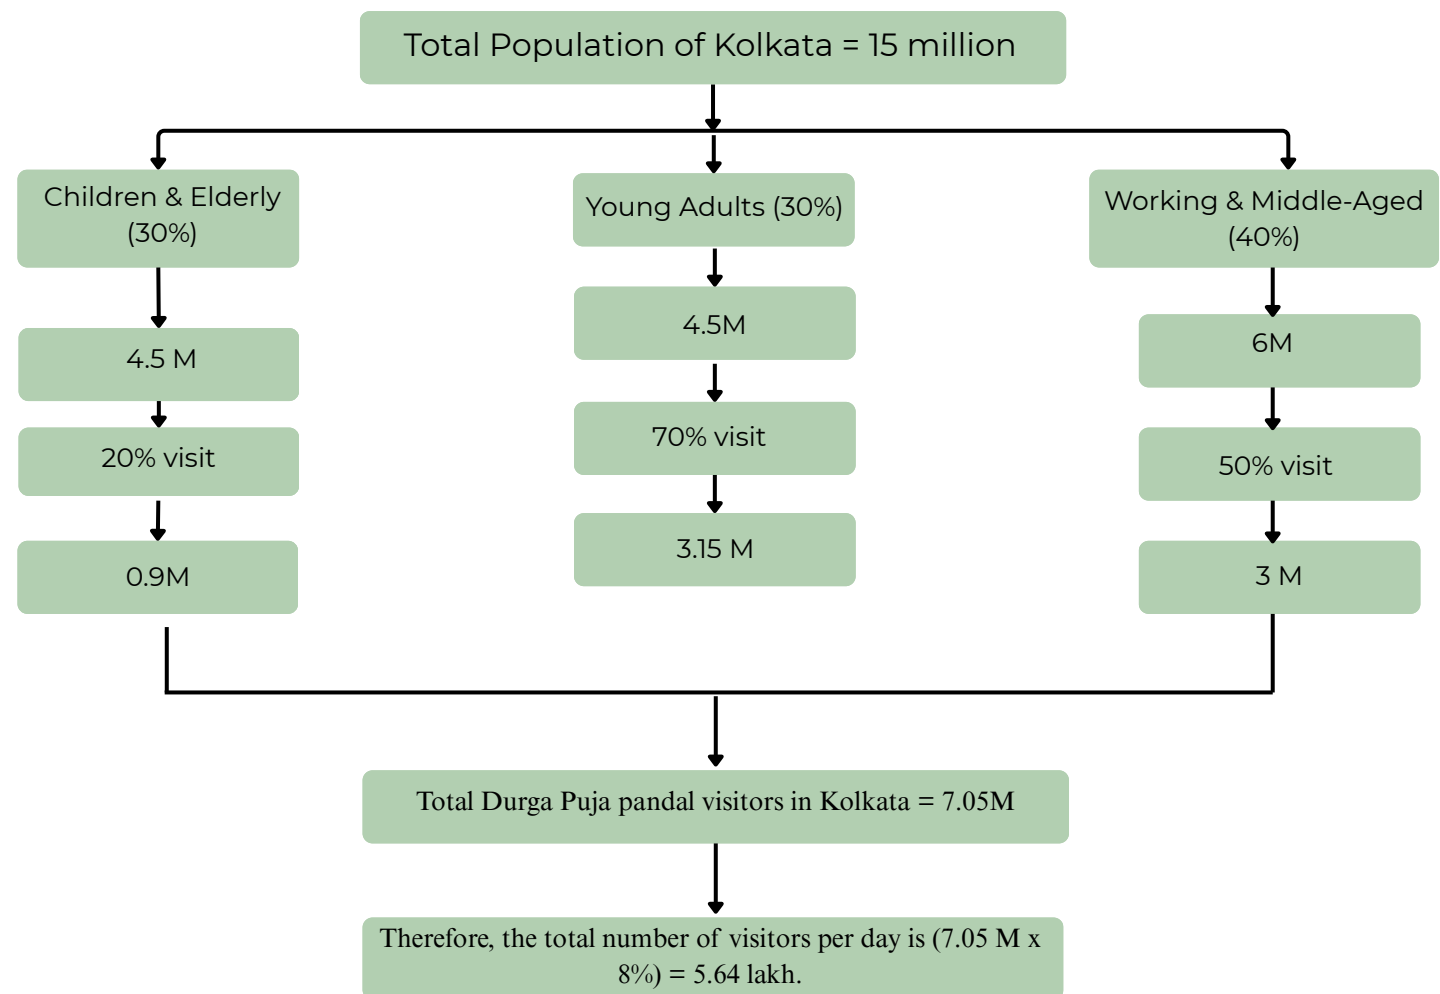 Total Population of Kolkata = 15 million
Children & Elderly
(30%)
4.5 M
20% visit
0.9M
Young Adults (30%)
4.5M
70% visit
3.15 M
Working & Middle-Aged
(40%)
6M
50% visit
3 M
Total Durga Puja pandal visitors in Kolkata = 7.05M
Therefore, the total number of visitors per day is (7.05 M x
8%) = 5.64 lakh.